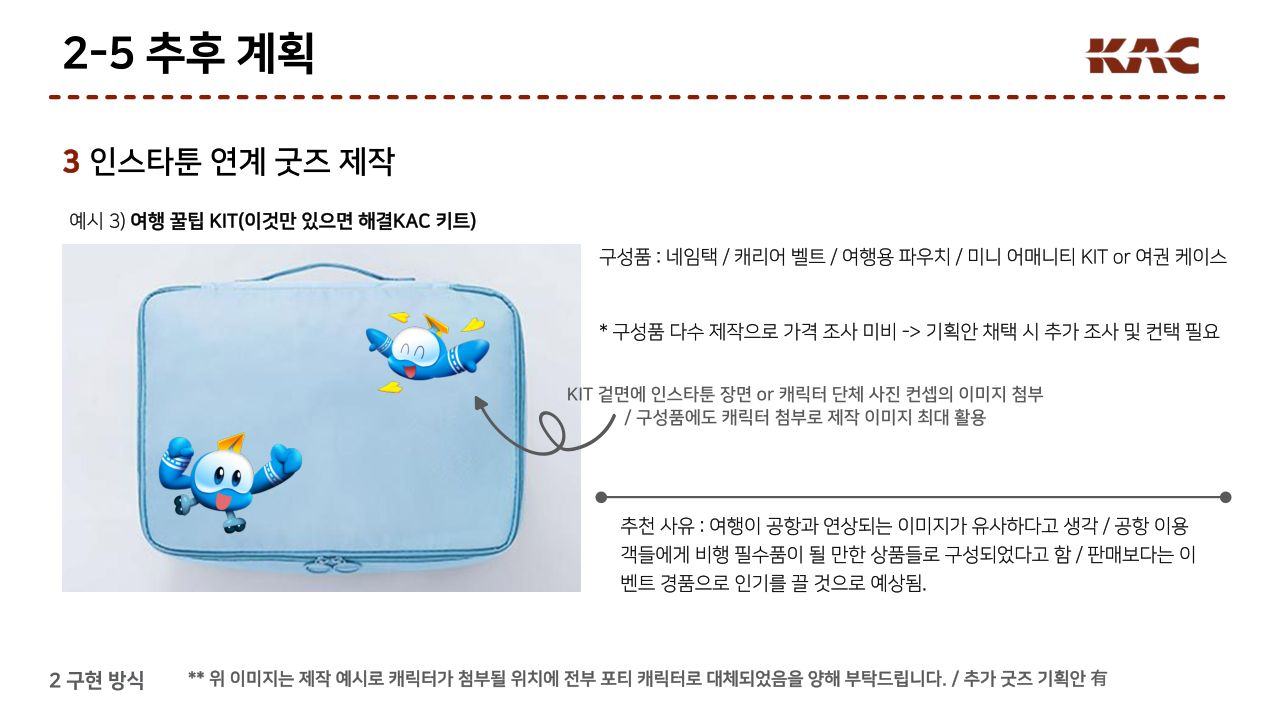 2-5 추후 계획
KAC
3 인스타툰 연계 굿즈 제작
예시 3) 여행 꿀팁 KIT(이것만 있으면 해결KAC 키트)
구성품 : 네임택 / 캐리어 벨트 / 여행용 파우치 / 미니 어매니티 KIT or 여권 케이스
* 구성품 다수 제작으로 가격 조사 미비 -> 기획안 채택 시 추가 조사 및 컨택 필요
KIT 겉면에 인스타툰 장면 or 캐릭터 단체 사진 컨셉의 이미지 첨부
/ 구성품에도 캐릭터 첨부로 제작 이미지 최대 활용
추천 사유 : 여행이 공항과 연상되는 이미지가 유사하다고 생각 / 공항 이용
객들에게 비행 필수품이 될 만한 상품들로 구성되었다고 함 / 판매보다는 이
벤트 경품으로 인기를 끌 것으로 예상됨.
2 구현 방식
** 위 이미지는 제작 예시로 캐릭터가 첨부될 위치에 전부 포티 캐릭터로 대체되었음을 양해 부탁드립니다. / 추가 굿즈 기획안 有